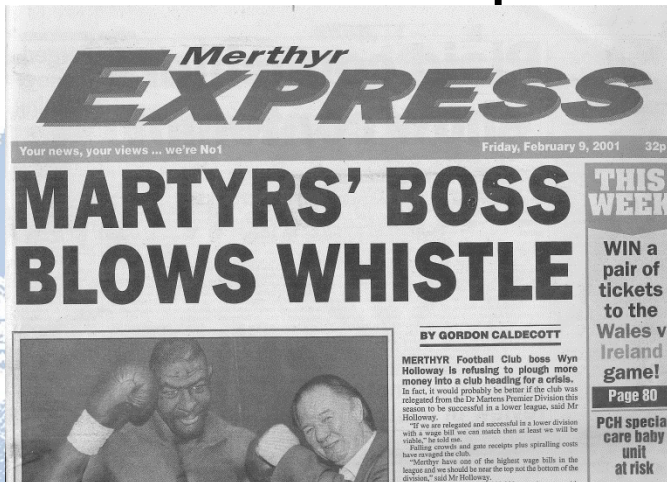 Merthyr
EXPRESS
Your news, your views ... we're No1
Friday, February 9, 2001
32p
MARTYRS' BOSS
BLOWS WHISTLE
BY GORDON CALDECOTT
MERTHYR Football Club boss Wyn
Holloway is refusing to plough more
money into a club heading for a crisis.
In fact, it would probably be better if the club was
relegated from the Dr Martens Premier Division this
season to be successful in a lower league, said Mr
Holloway.
"If we are relegated and successful in a lower division
with a wage bill we can match then at least we will be
viable," he told me.
Falling crowds and gate receipts plus spiralling costs
have ravaged the club.
"Merthyr have one of the highest wage bills in the
league and we should be near the top not the bottom of the
division," said Mr Holloway.
THIS
WEEK
WIN a
pair of
tickets
to the
Wales v
Ireland
game!
Page 80
PCH specia
care baby
unit
at risk